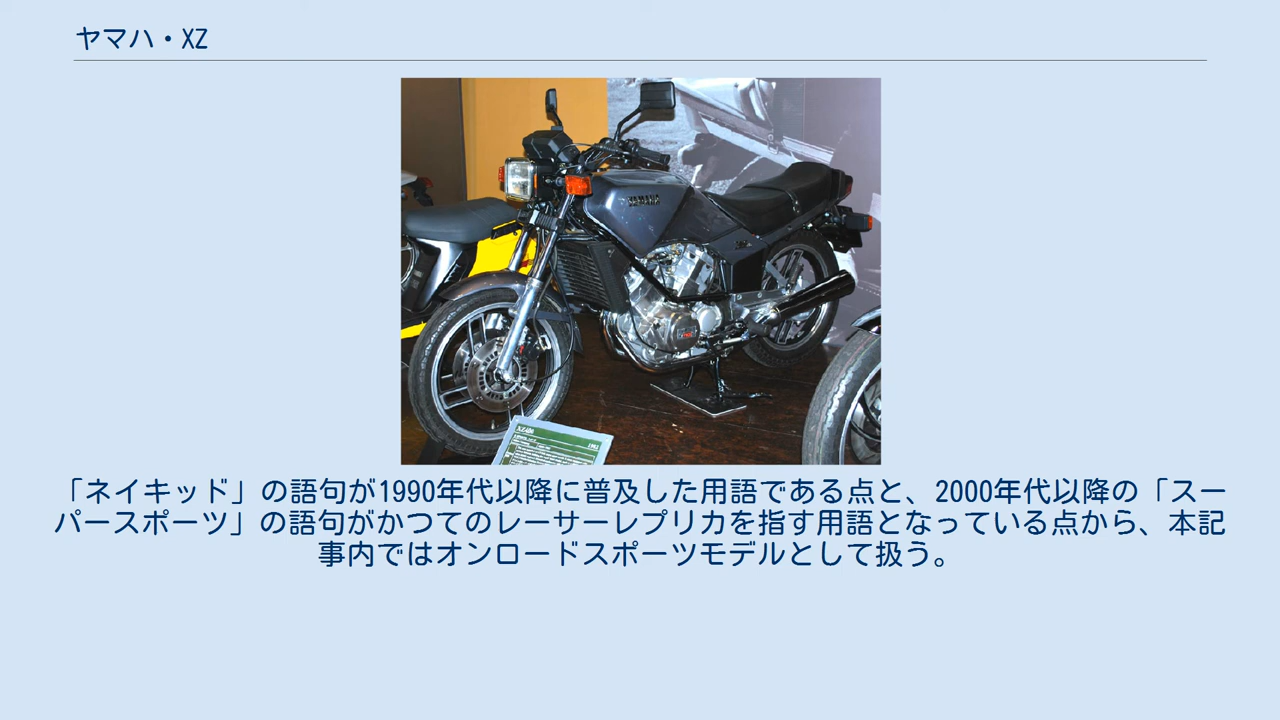 ヤマハ・XZ
YAMAHA
XZ400
1982
「ネイキッド」の語句が1990年代以降に普及した用語である点と、2000年代以降の「スー
パースポーツ」の語句がかつてのレーサーレプリカを指す用語となっている点から、本記
事内ではオンロードスポーツモデルとして扱う。